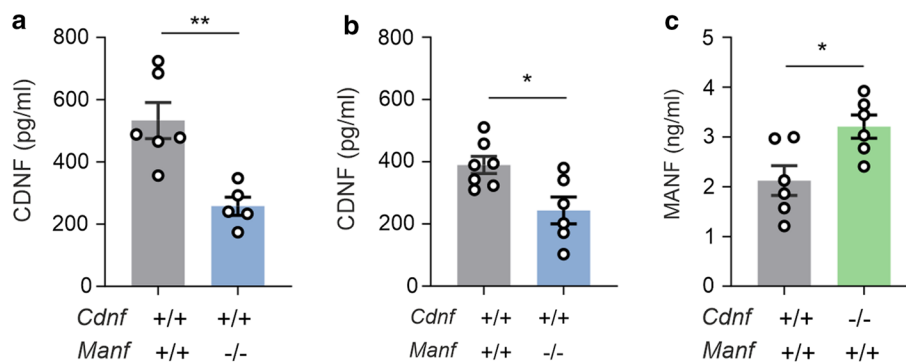 a
**
CDNF (pg/ml)
800
600
400
200
0
Cdnf +/+ +/+
Manf +/+ -/-
b
*
CDNF (pg/ml)
800
600
400
200
0
Cdnf +/+ +/+
Manf +/+ -/-
c
*
MANF (ng/ml)
5
4
3
2
1
0
Cdnf +/+ -/-
Manf +/+ +/+